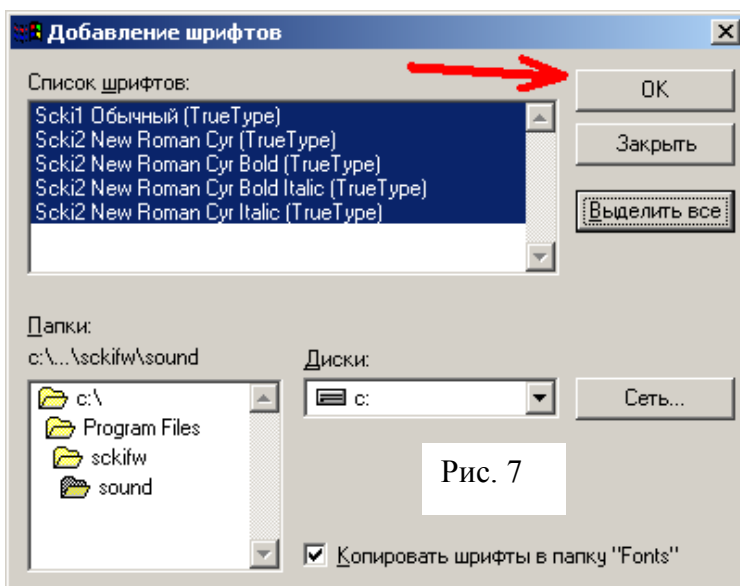 Добавление шрифтов
Список шрифтов:
Scki1 Обычный (TrueType)
Scki2 New Roman Cyr (TrueType)
Scki2 New Roman Cyr Bold (TrueType)
Scki2 New Roman Cyr Bold Italic (TrueType)
Scki2 New Roman Cyr Italic (TrueType)
OK
Закрыть
Выделить все
Папки:
c:\...\sckifw\sound
c:\
Program Files
sckifw
sound
Диски:
c:
Сеть...
Рис. 7
Копировать шрифты в папку "Fonts"